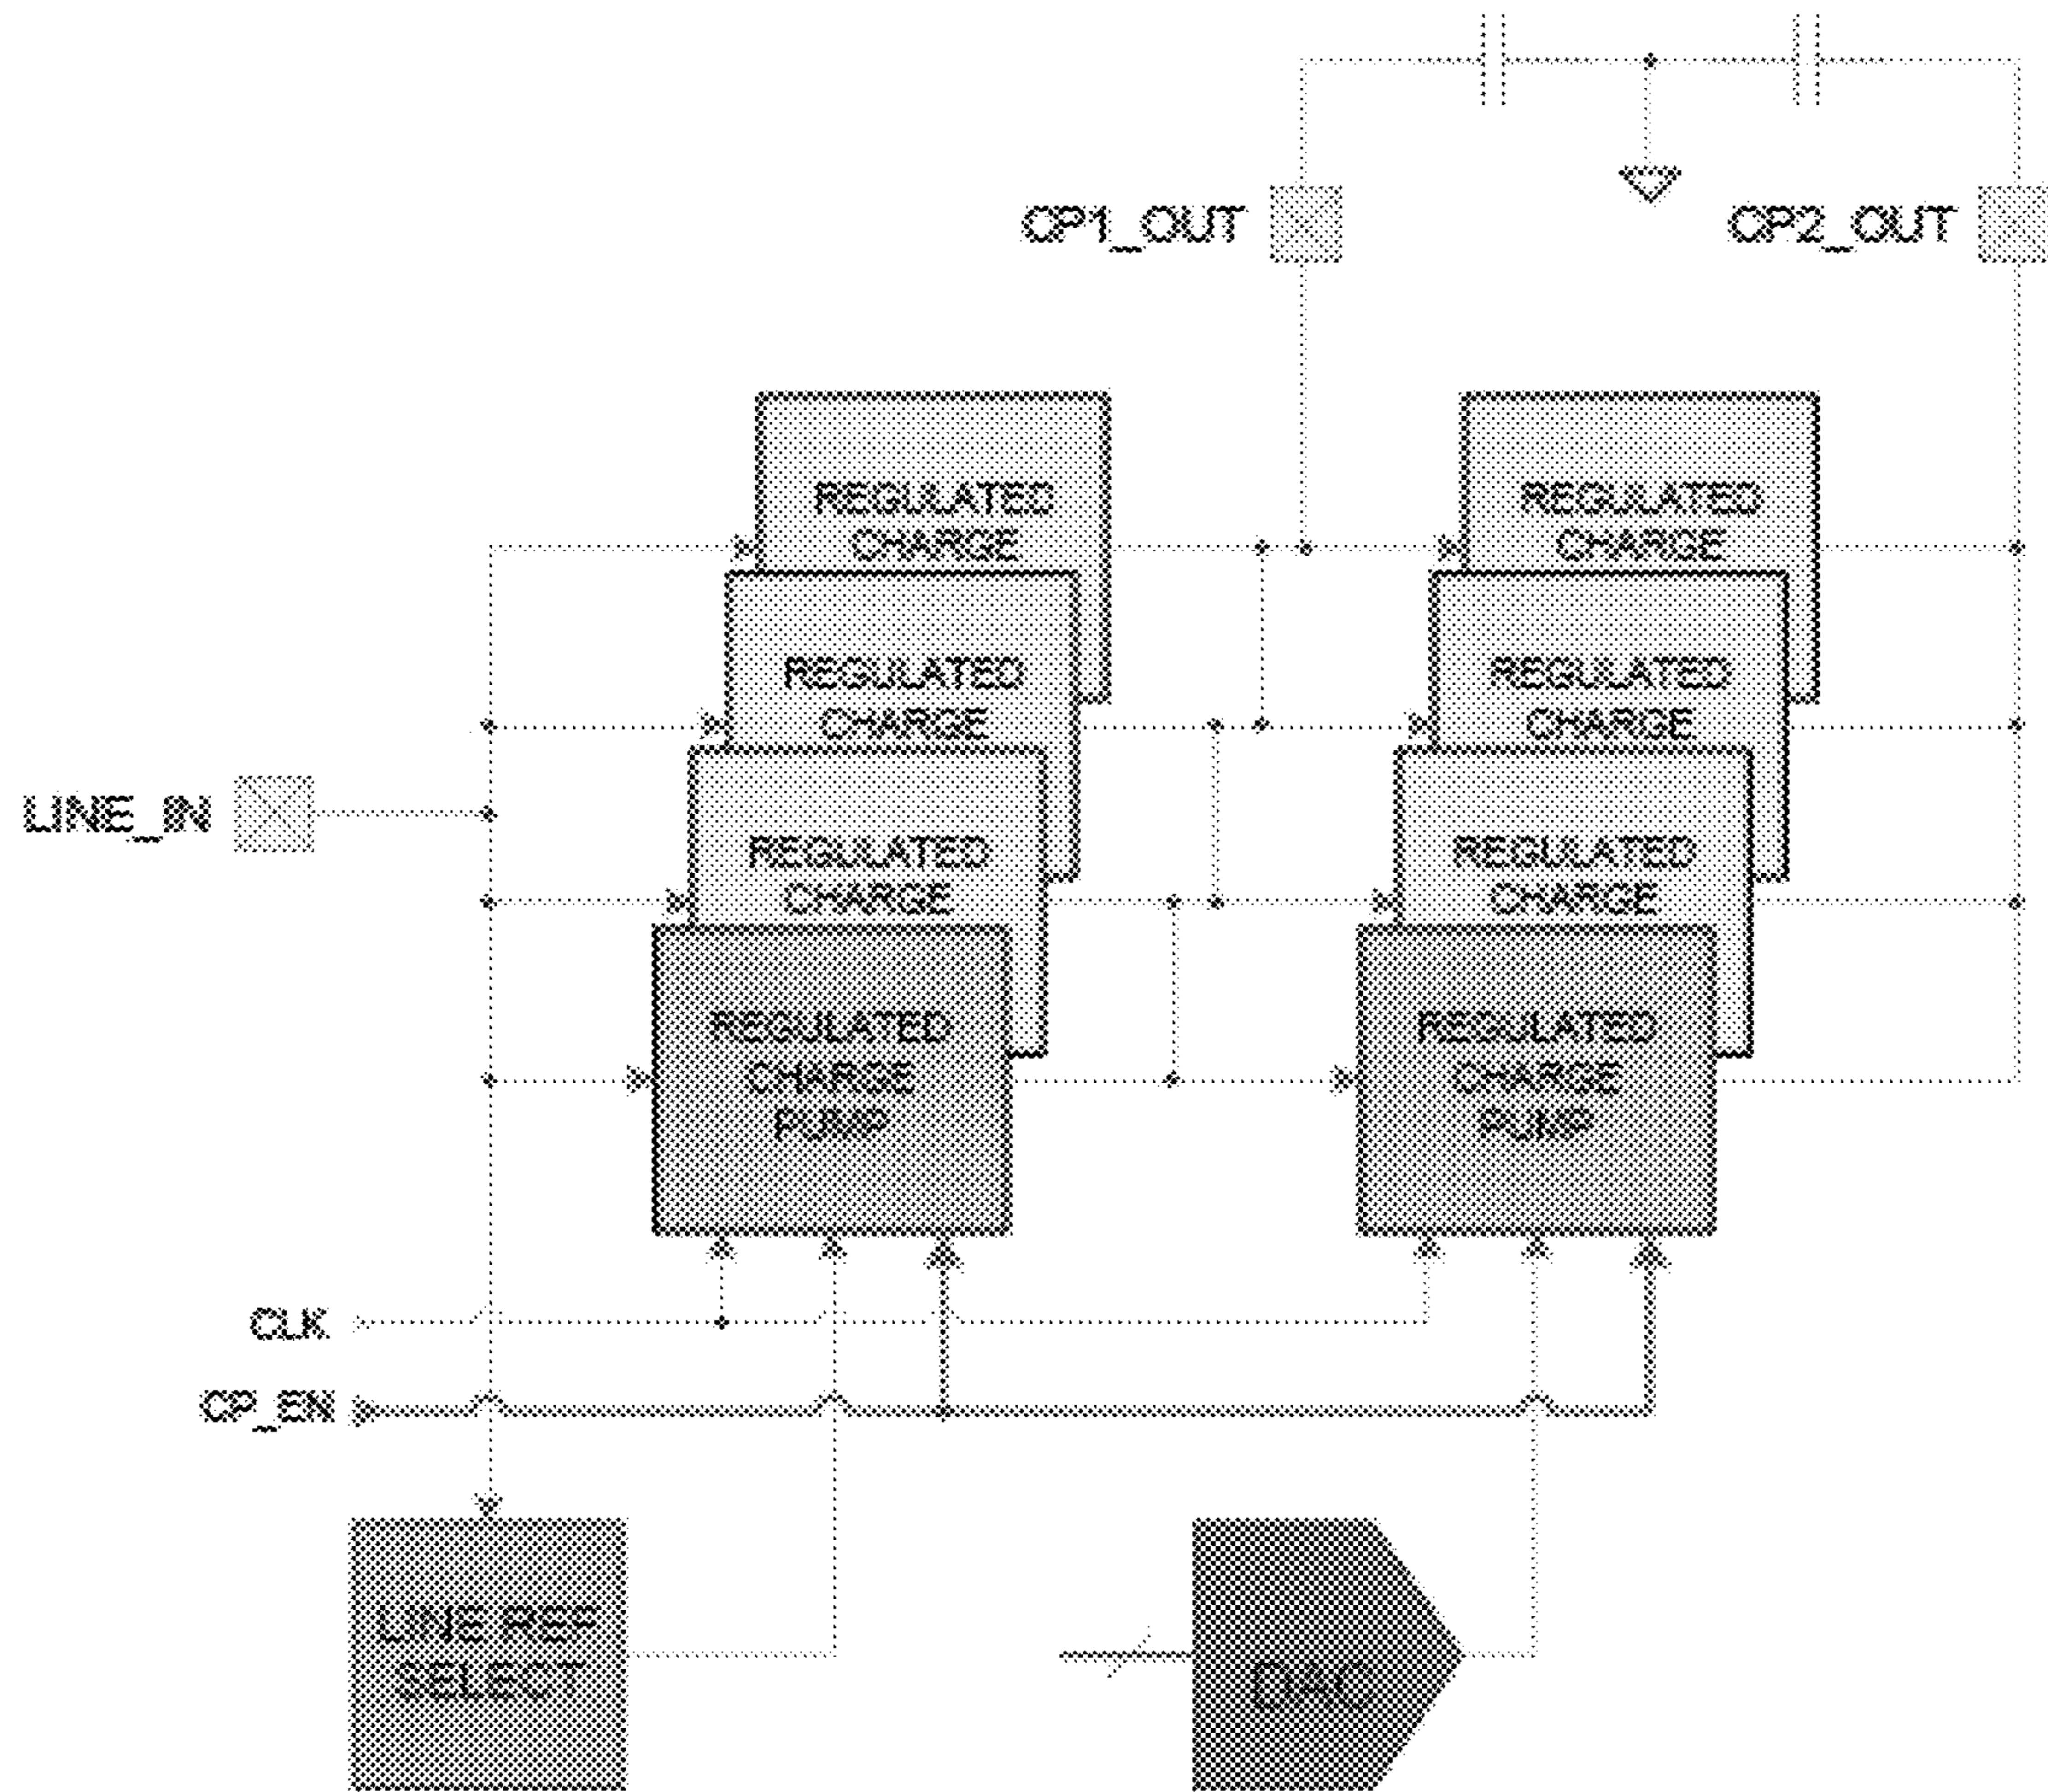 CP1_OUT
CP2_OUT
REGULATED
CHARGE
REGULATED
CHARGE
REGULATED
CHARGE
REGULATED
CHARGE
LINE_IN
REGULATED
CHARGE
REGULATED
CHARGE
REGULATED
CHARGE
PUMP
REGULATED
CHARGE
PUMP
CLK
CP_EN
LINE REF
SELECT
DAC